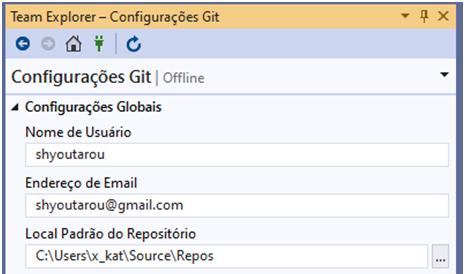 Team Explorer – Configurações Git
Configurações Git | Offline
Configurações Globais
Nome de Usuário
shyoutarou
Endereço de Email
shyoutarou@gmail.com
Local Padrão do Repositório
C:\Users\x_kat\Source\Repos
...